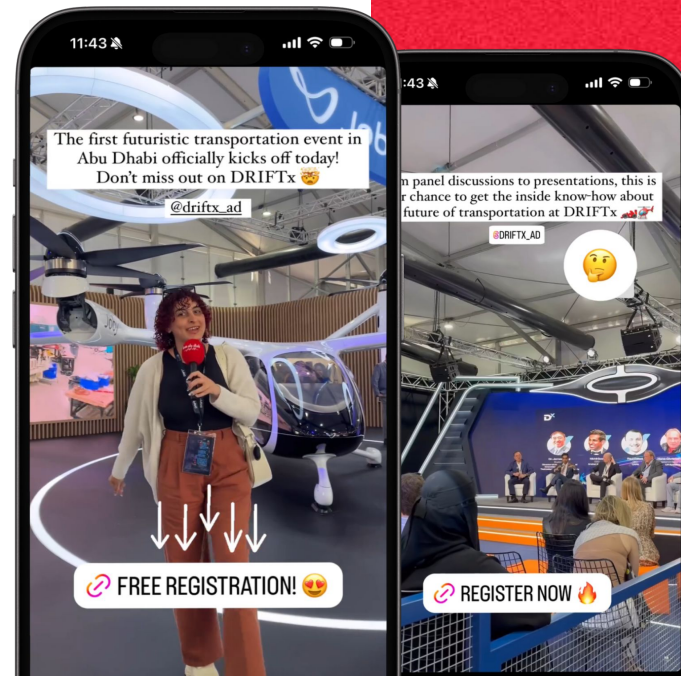 11:43
The first futuristic transportation event in
Abu Dhabi officially kicks off today!
Don't miss out on DRIFTx 🤯
@driftx_ad
FREE REGISTRATION! 😍
:43
m panel discussions to presentations, this is
r chance to get the inside know-how about
future of transportation at DRIFTx 🏎️🚁
@DRIFTX_AD
DX
REGISTER NOW 🔥